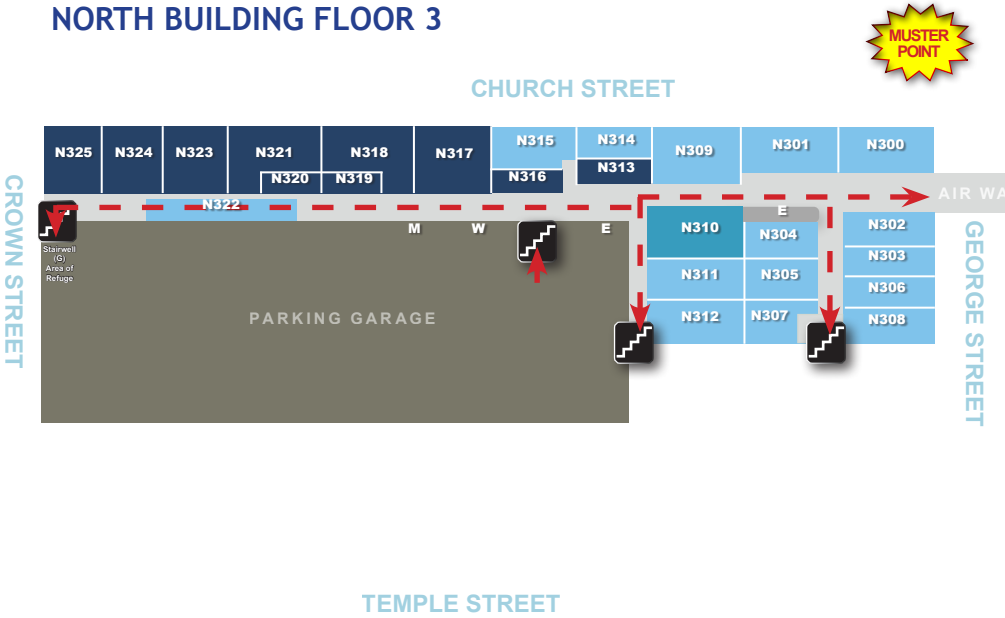 NORTH BUILDING FLOOR 3
MUSTER
POINT
CHURCH STREET
N325
N324
N323
N321
N318
N317
N315
N314
N309
N301
N300
N320
N319
N316
N313
N322
AIR WA
CROWN STREET
Stairwell
(G)
Area of
Refuge
M
W
E
E
N310
N304
N302
N303
N311
N305
N306
N312
N307
N308
GEORGE STREET
PARKING GARAGE
TEMPLE STREET